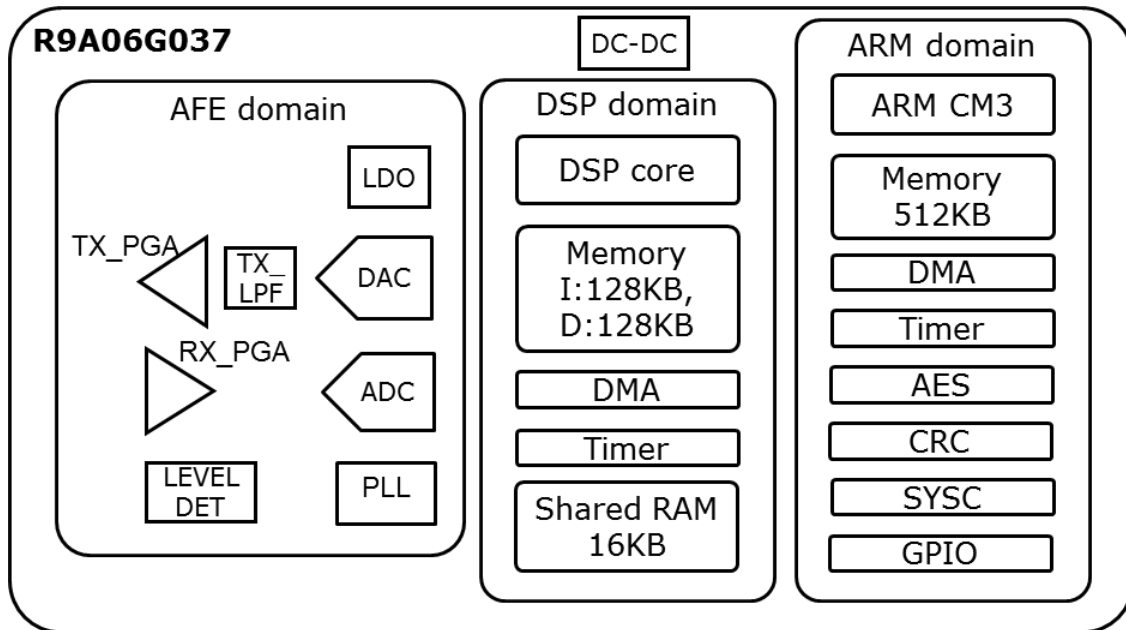 R9A06G037
DC-DC
AFE domain
LDO
TX_PGA
TX_
LPF
DAC
RX_PGA
ADC
LEVEL
DET
PLL
DSP domain
DSP core
Memory
I:128KB,
D:128KB
DMA
Timer
Shared RAM
16KB
ARM domain
ARM CM3
Memory
512KB
DMA
Timer
AES
CRC
SYSC
GPIO